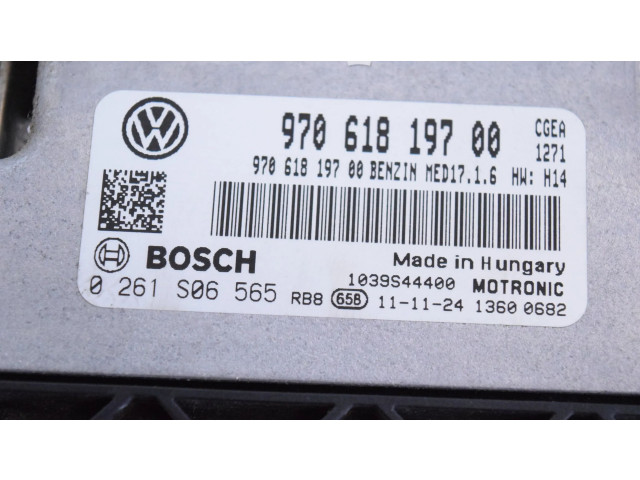 970 618 197 00 CGEA
1271
970 618 197 00 BENZIN MED17.1.6 HW: H14
BOSCH Made in Hungary
1039S44400 MOTRONIC
0 261 S06 565 RB8 658 11-11-24 1360 0682